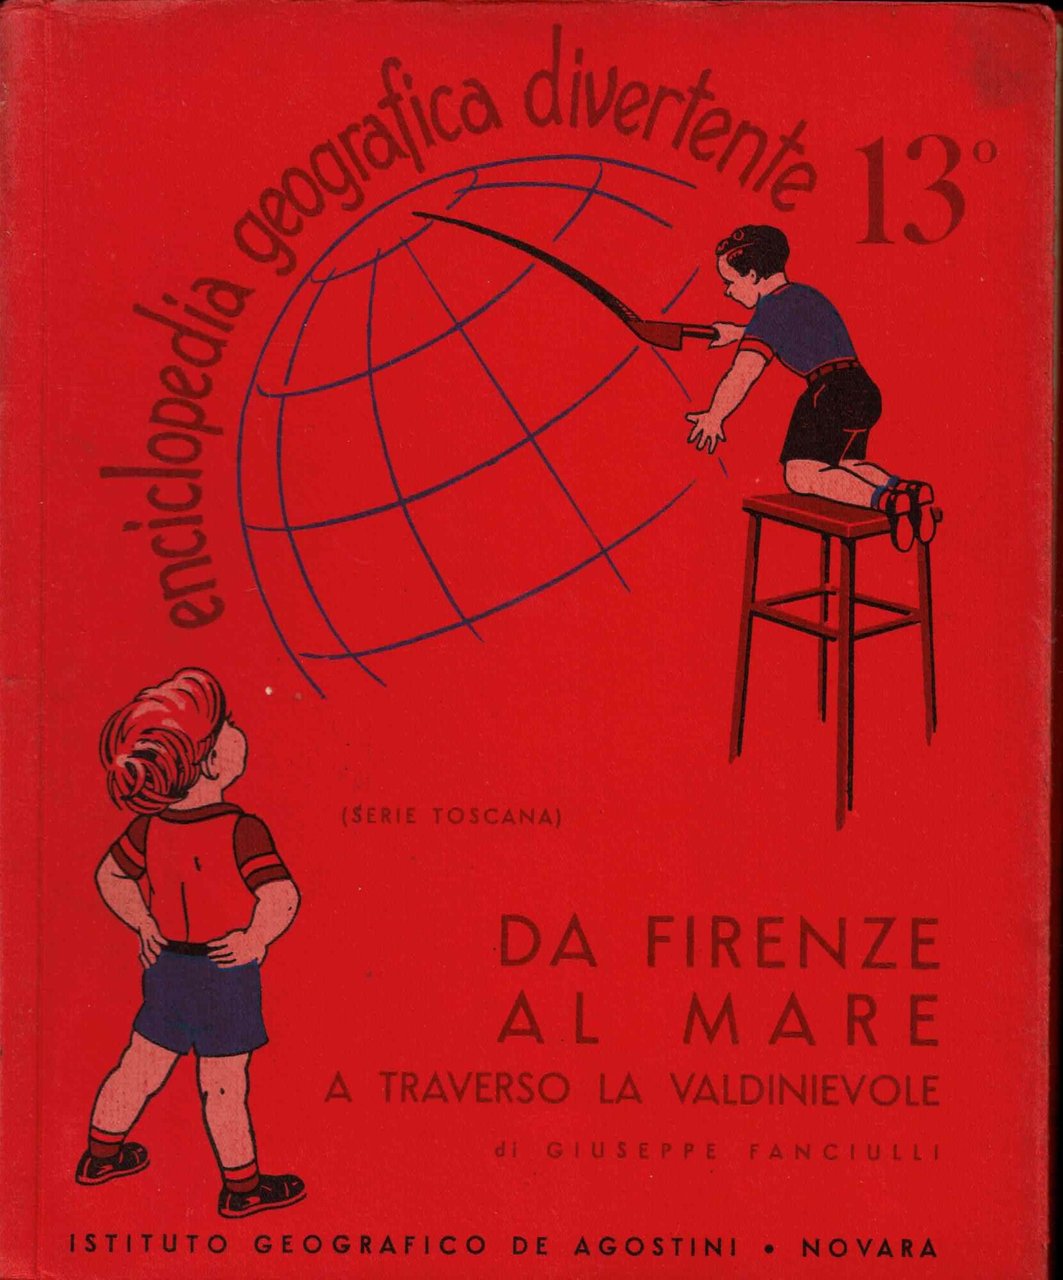 enciclopedia geografica divertente
13º
(SERIE TOSCANA)
DA FIRENZE
AL MARE
A TRAVERSO LA VALDINIEVOLE
di GIUSEPPE FANCIULLI
ISTITUTO GEOGRAFICO DE AGOSTINI • NOVARA